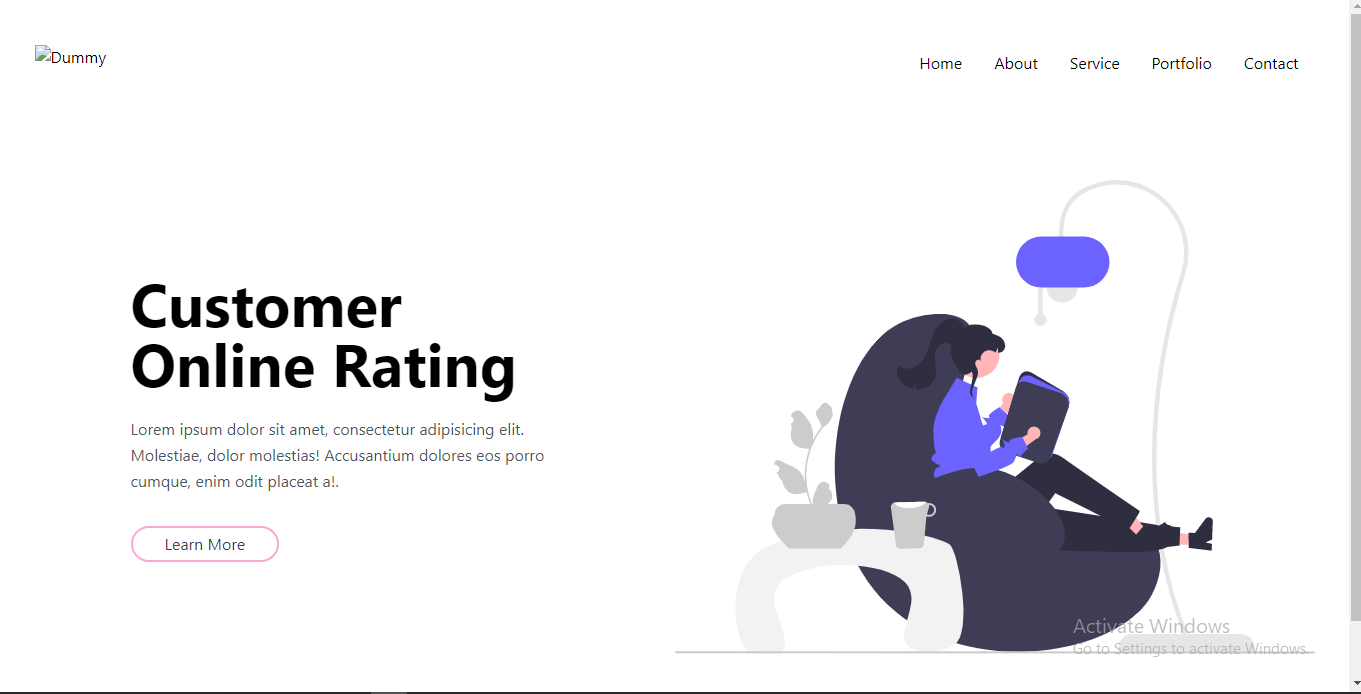 Dummy
Home About Service Portfolio Contact
Customer
Online Rating
Lorem ipsum dolor sit amet, consectetur adipisicing elit.
Molestiae, dolor molestias! Accusantium dolores eos porro
cumque, enim odit placeat a!.
Learn More
Activate Windows
Go to Settings to activate Windows.